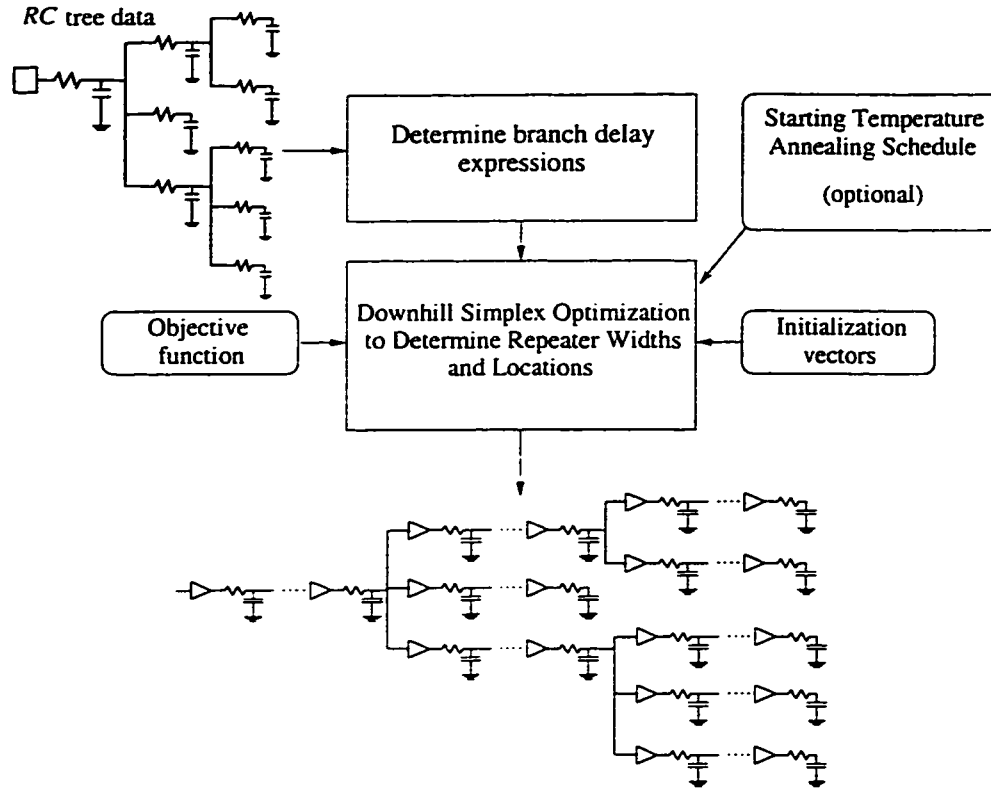 RC tree data
Determine branch delay
expressions
Starting Temperature
Annealing Schedule
(optional)
Objective
function
Downhill Simplex Optimization
to Determine Repeater Widths
and Locations
Initialization
vectors